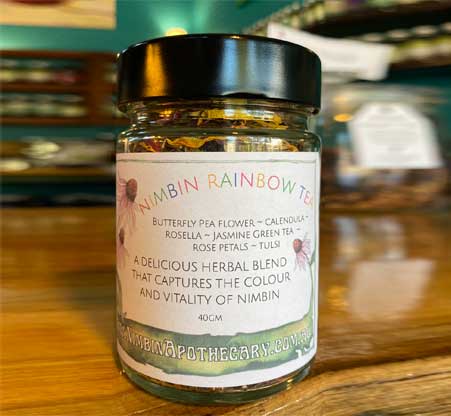 NIMBIN RAINBOW TEA
BUTTERFLY PEA FLOWER ~ CALENDULA ~
ROSELLA ~ JASMINE GREEN TEA ~
ROSE PETALS ~ TULSI
A DELICIOUS HERBAL BLEND
THAT CAPTURES THE COLOUR
AND VITALITY OF NIMBIN
40GM
NIMBINAPOTHECARY.COM.AU